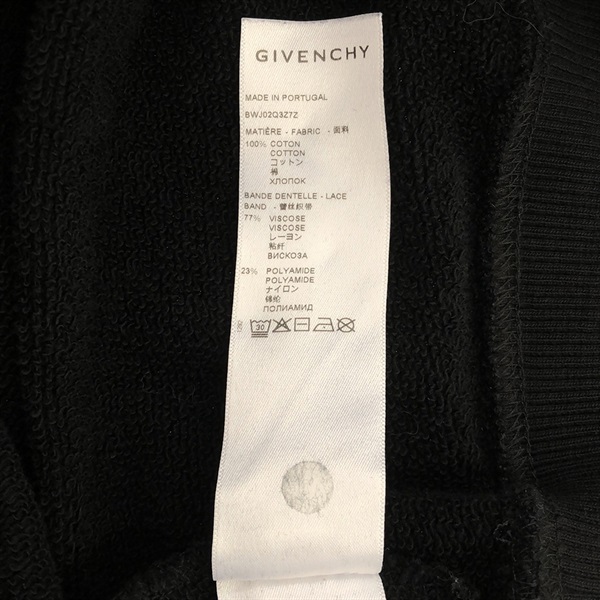 GIVENCHY
MADE IN PORTUGAL
BWJ02Q3Z7Z
MATIÈRE - FABRIC - 面料
100% COTON
COTTON
コットン
棉
ХЛОПОК
BANDE DENTELLE - LACE
BAND - 蕾丝织带
77% VISCOSE
VISCOSE
レーヨン
粘纤
ВИСКОЗА
23% POLYAMIDE
POLYAMIDE
ナイロン
锦纶
ПОЛИАМИД
30